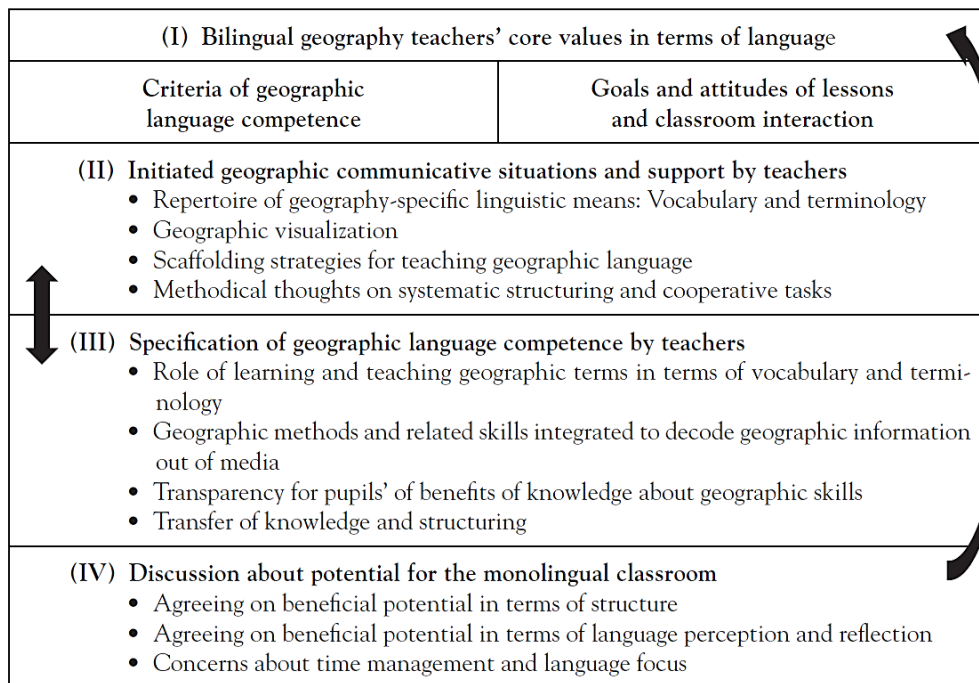 (I) Bilingual geography teachers’ core values in terms of language
Criteria of geographic
language competence
Goals and attitudes of lessons
and classroom interaction
(II) Initiated geographic communicative situations and support by teachers
• Repertoire of geography-specific linguistic means: Vocabulary and terminology
• Geographic visualization
• Scaffolding strategies for teaching geographic language
• Methodical thoughts on systematic structuring and cooperative tasks
(III) Specification of geographic language competence by teachers
• Role of learning and teaching geographic terms in terms of vocabulary and termi-
nology
• Geographic methods and related skills integrated to decode geographic information
out of media
• Transparency for pupils’ of benefits of knowledge about geographic skills
• Transfer of knowledge and structuring
(IV) Discussion about potential for the monolingual classroom
• Agreeing on beneficial potential in terms of structure
• Agreeing on beneficial potential in terms of language perception and reflection
• Concerns about time management and language focus